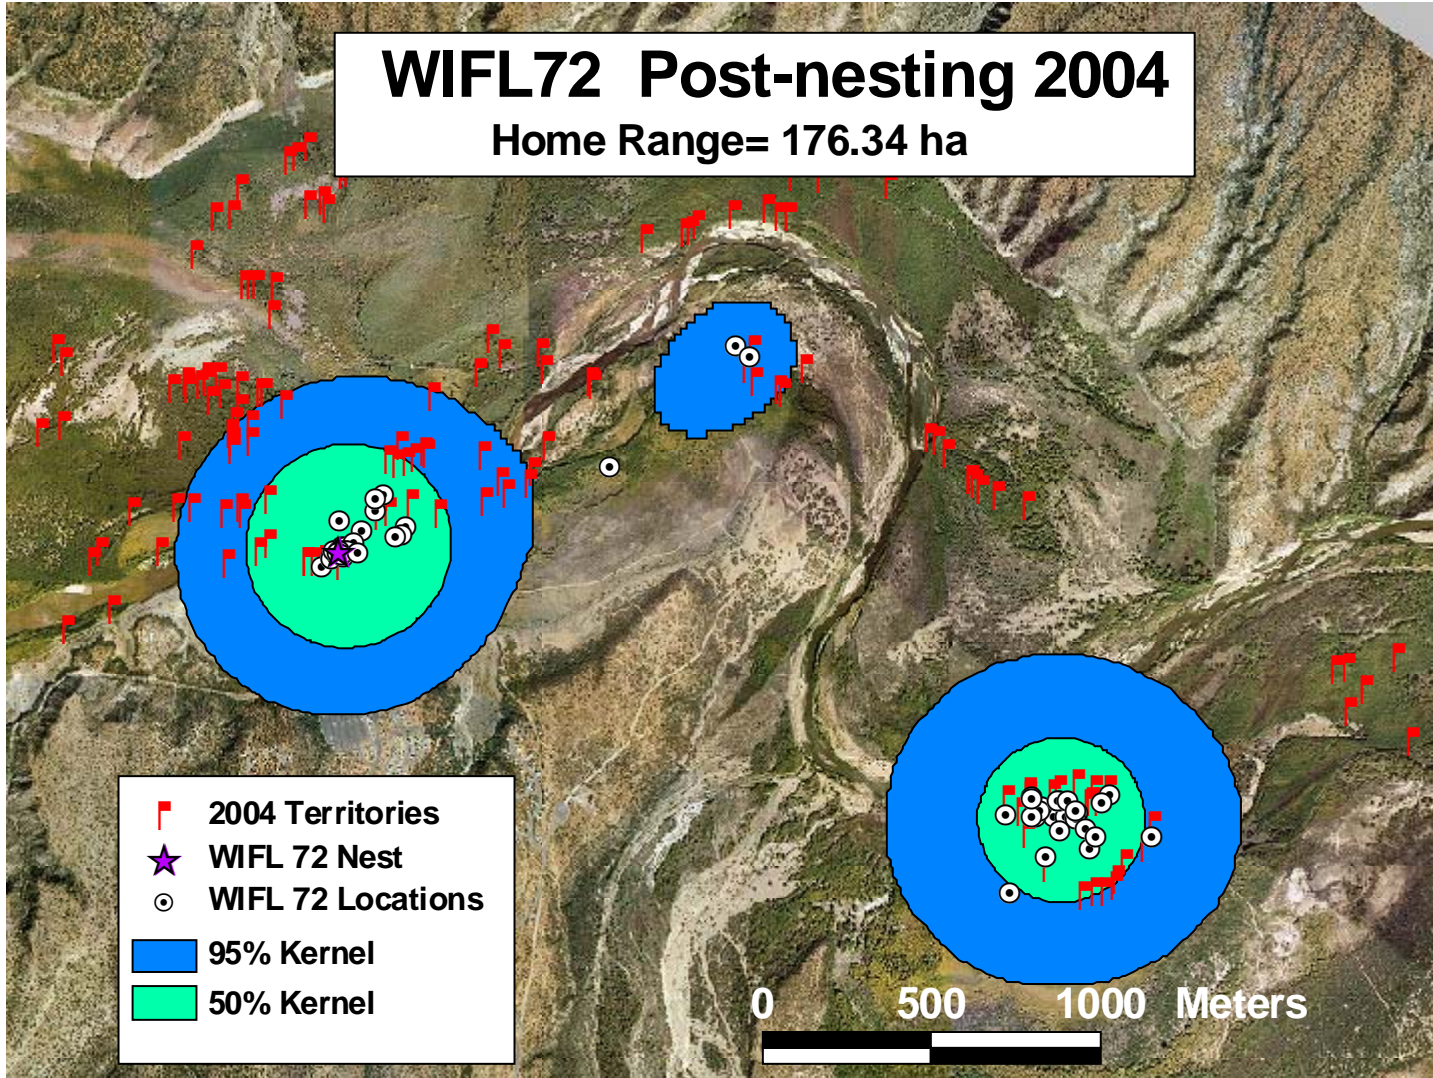 WIFL72 Post-nesting 2004
Home Range= 176.34 ha
2004 Territories
WIFL 72 Nest
WIFL 72 Locations
95% Kernel
50% Kernel
0 500 1000 Meters